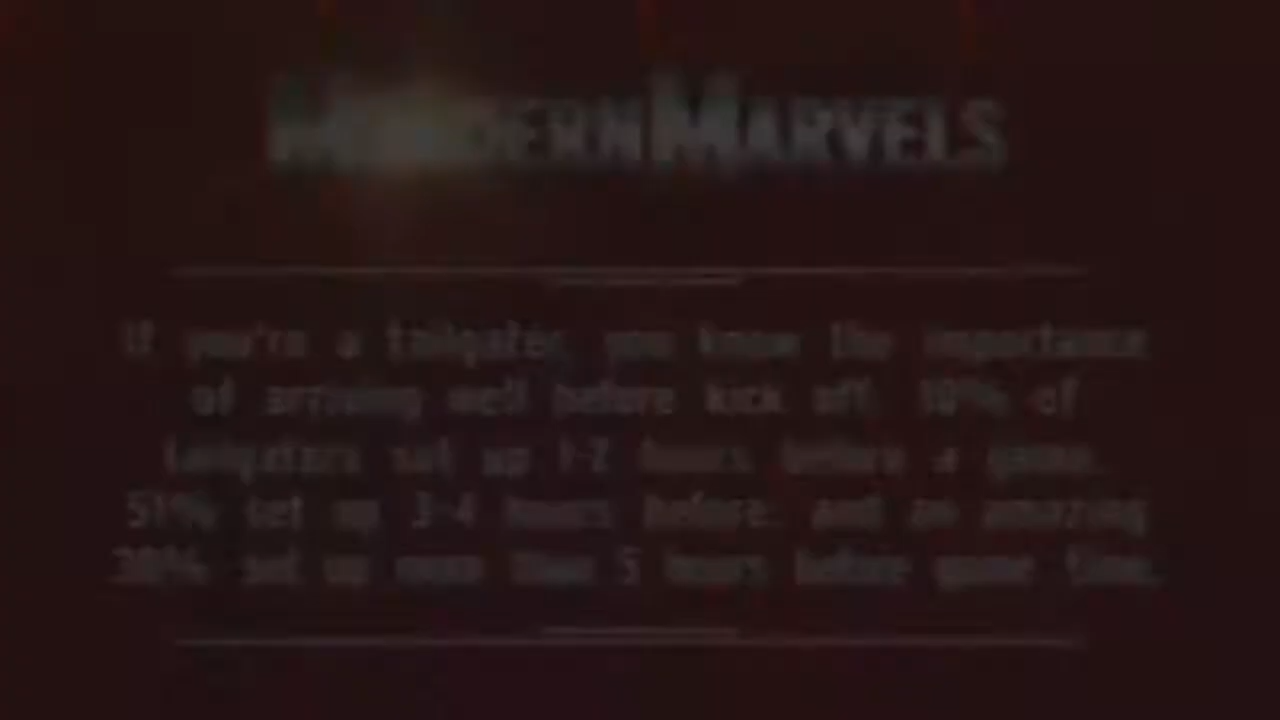 MODERN MARVELS
If you're a tailgater, you know the importance
of arriving well before kick off. 10% of
tailgaters set up 1-2 hours before a game.
51% set up 3-4 hours before, and an amazing
set up more than 5 hours before game time.